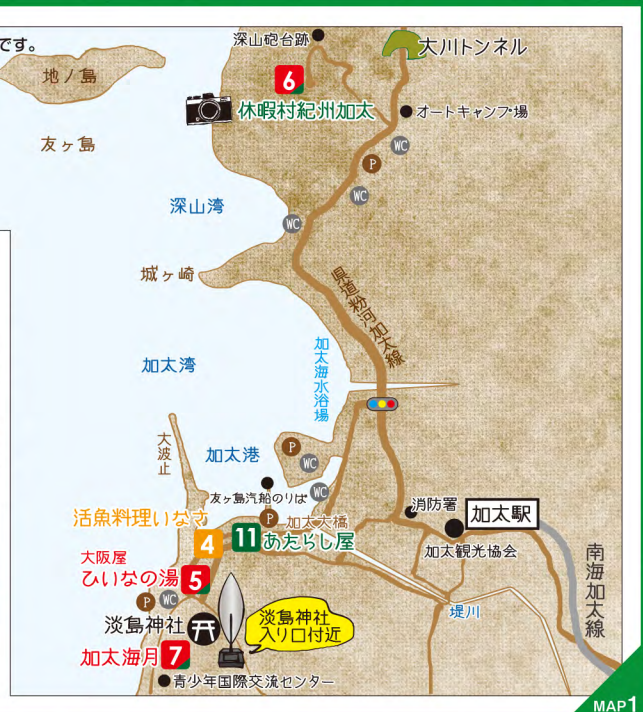 です。
深山砲台跡
大川トンネル
地ノ島
6
休暇村紀州加太
オートキャンプ場
友ヶ島
WC
P
WC
深山湾
WC
城ヶ崎
県道粉河加太線
加太湾
加太海水浴場
大波止
加太港
P
WC
友ヶ島汽船のりば
WC
消防署
加太駅
活魚料理いなさ
P
加太大橋
4
11
あたらし屋
加太観光協会
大阪屋
ひいなの湯
5
南海加太線
P
WC
淡島神社
淡島神社
入り口付近
堤川
加太海月
7
青少年国際交流センター
MAP1